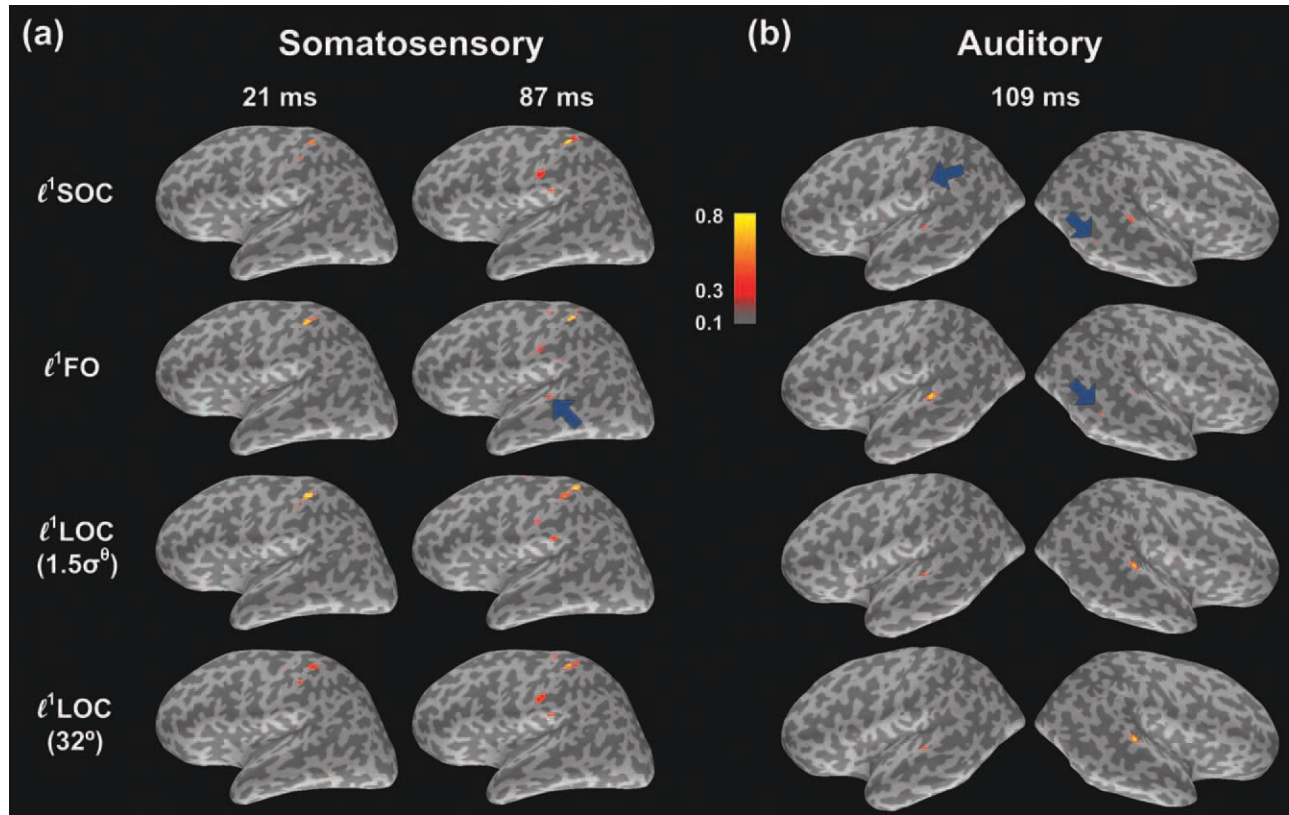 (a)
Somatosensory
(b)
Auditory
21 ms
87 ms
109 ms
ℓ¹SOC
0.8
0.3
0.1
ℓ¹FO
ℓ¹LOC
(1.5σᶿ)
ℓ¹LOC
(32º)